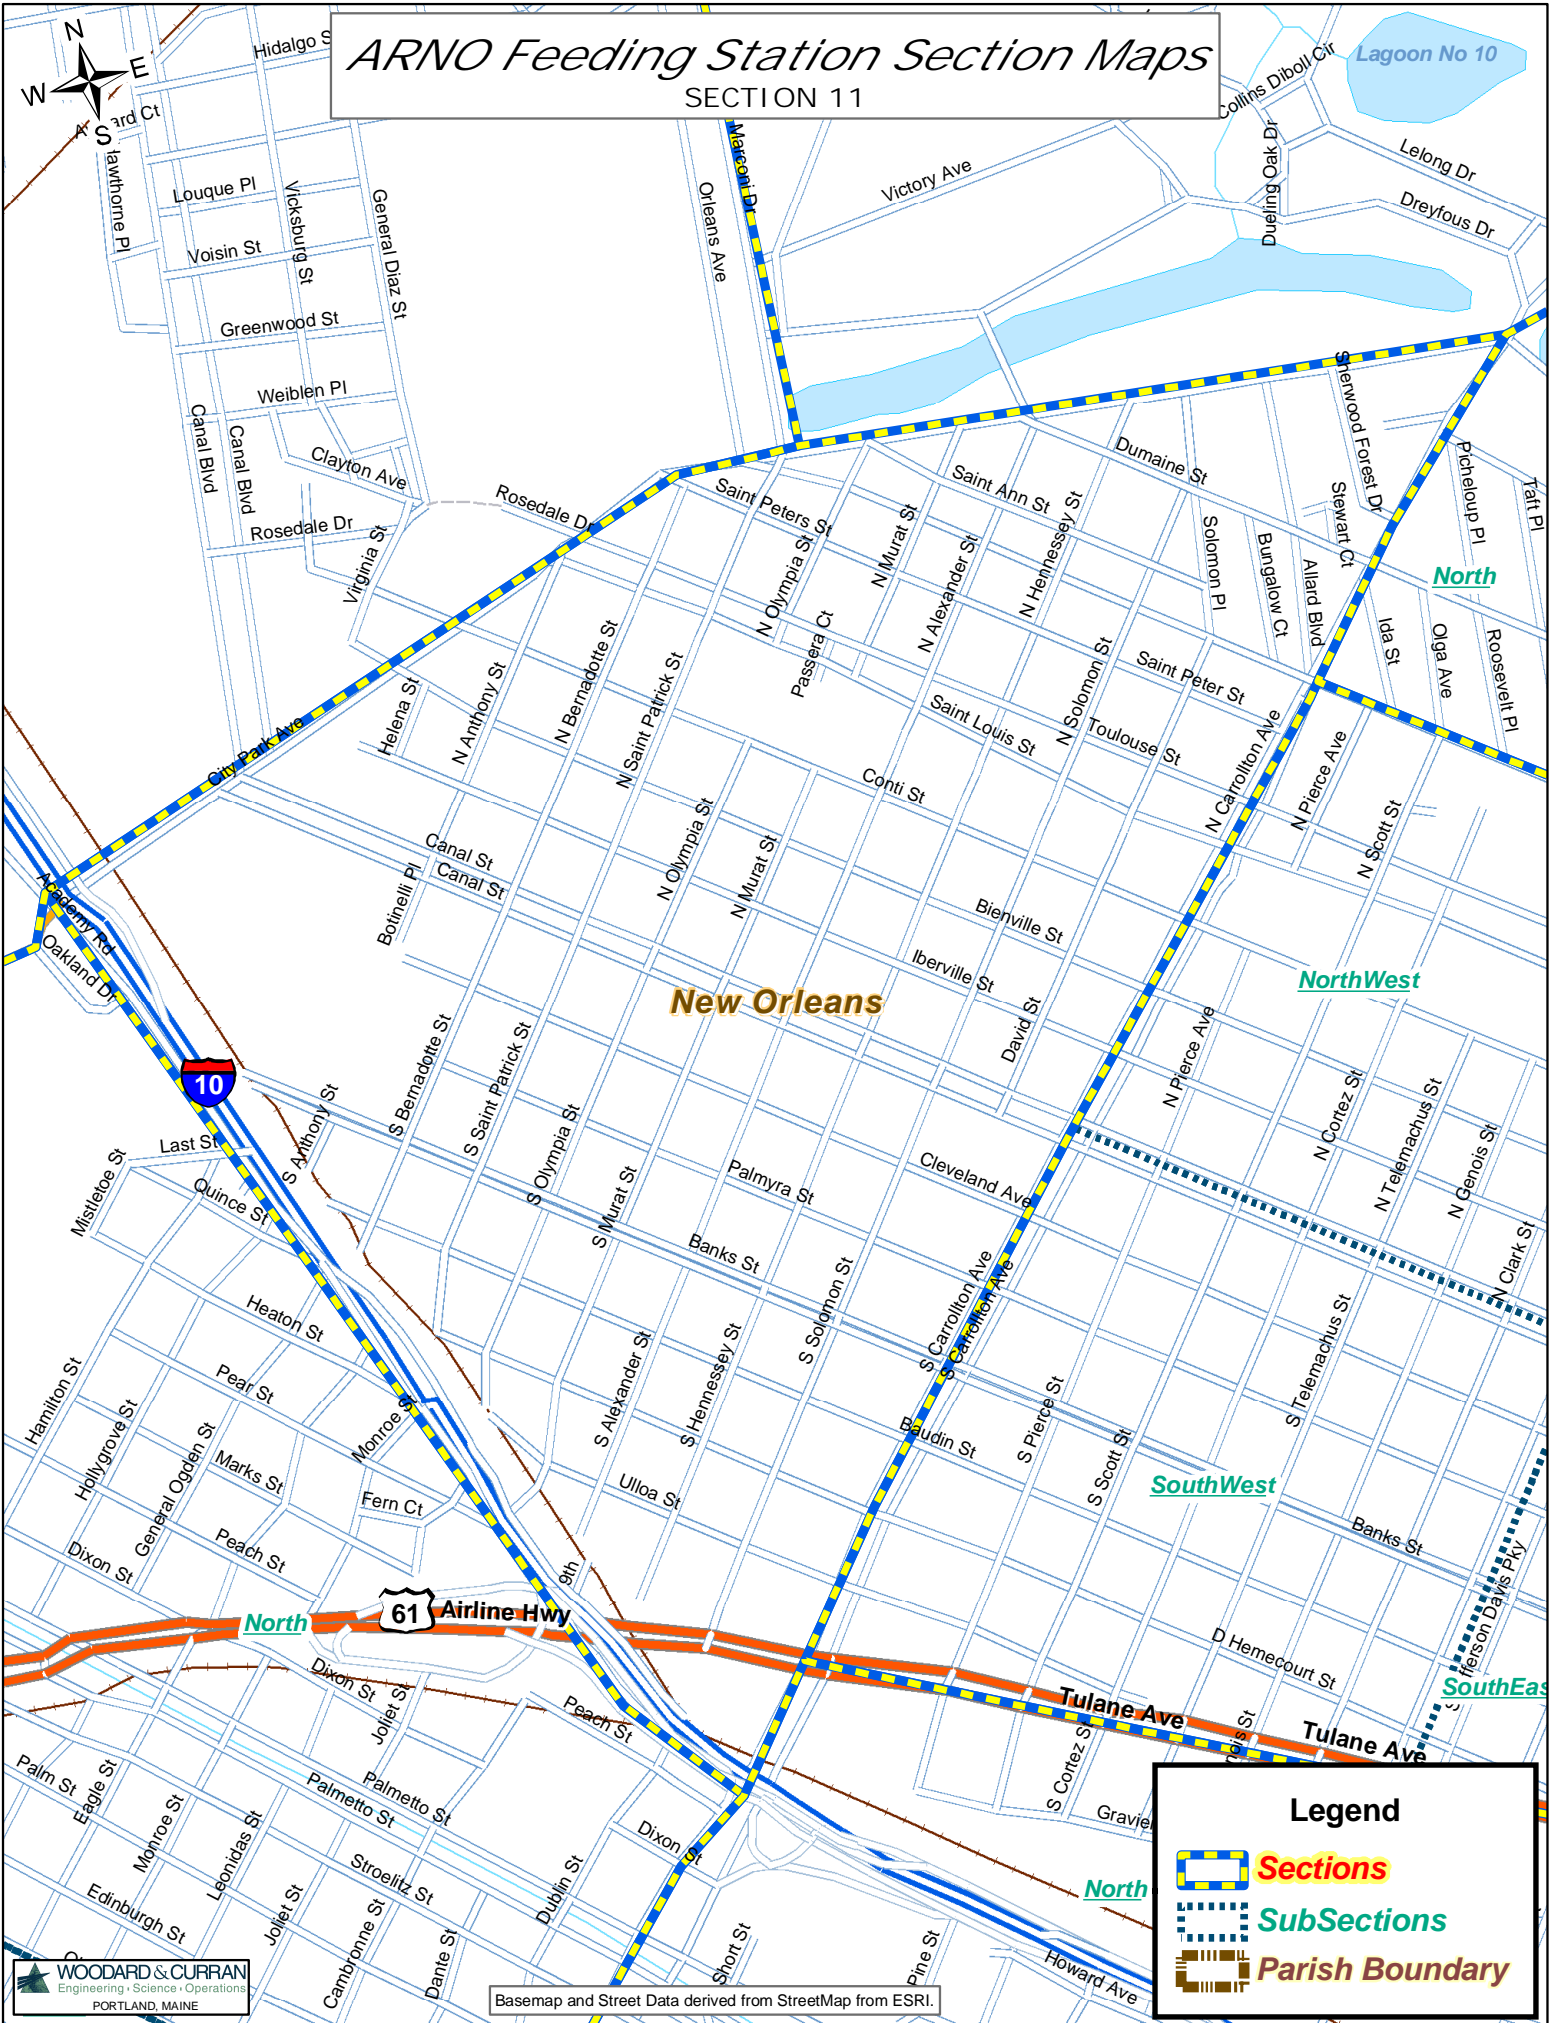 ARNO Feeding Station Section Maps
SECTION 11
N
E
W
S
Hidalgo S
Lagoon No 10
Collins Diboll Cir
Marconi Dr
Orleans Ave
Victory Ave
Dueling Oak Dr
Lelong Dr
Dreyfous Dr
awthorne Pl
Louque Pl
Vicksburg St
General Diaz St
Voisin St
Greenwood St
Weiblen Pl
Canal Blvd
Canal Blvd
Clayton Ave
Rosedale Dr
Rosedale Dr
Virginia St
Saint Peters St
Saint Ann St
Dumaine St
Sherwood Forest Dr
Stewart Ct
Picheloup Pl
Taft Pl
N Olympia St
N Murat St
N Alexander St
N Hennessey St
Solomon Pl
Bungalow Ct
Allard Blvd
North
Ida St
Olga Ave
Roosevelt Pl
Passera Ct
N Solomon St
Saint Peter St
Helena St
N Anthony St
N Bernadotte St
N Saint Patrick St
Saint Louis St
Toulouse St
N Carrollton Ave
N Pierce Ave
City Park Ave
Conti St
N Scott St
N Olympia St
N Murat St
Canal St
Canal St
Botinelli Pl
Academy Rd
Oakland Dr
Bienville St
Iberville St
New Orleans
NorthWest
David St
N Pierce Ave
10
S Bernadotte St
S Saint Patrick St
S Anthony St
S Olympia St
N Cortez St
N Telemachus St
N Genois St
N Clark St
Last St
Mistletoe St
Quince St
Palmyra St
Cleveland Ave
S Murat St
Banks St
S Solomon St
S Carrollton Ave
S Carrollton Ave
Heaton St
Pear St
S Alexander St
S Hennessey St
S Telemachus St
S Pierce St
S Scott St
Hamilton St
Hollygrove St
General Ogden St
Monroe St
Marks St
Fern Ct
Baudin St
Ulloa St
SouthWest
Banks St
Dixon St
Peach St
9th
61
Airline Hwy
North
D Hemecourt St
fferson Davis Pky
SouthEas
Dixon St
Joliet St
Peach St
Tulane Ave
Tulane Ave
nois St
S Cortez St
Gravier
Palm St
Eagle St
Monroe St
Leonidas St
Palmetto St
Palmetto St
Dixon St
Stroelitz St
Dublin St
Edinburgh St
Joliet St
Cambronne St
Dante St
Short St
Pine St
North
Howard Ave
Legend
Sections
SubSections
Parish Boundary
WOODARD & CURRAN
Engineering · Science · Operations
PORTLAND, MAINE
Basemap and Street Data derived from StreetMap from ESRI.